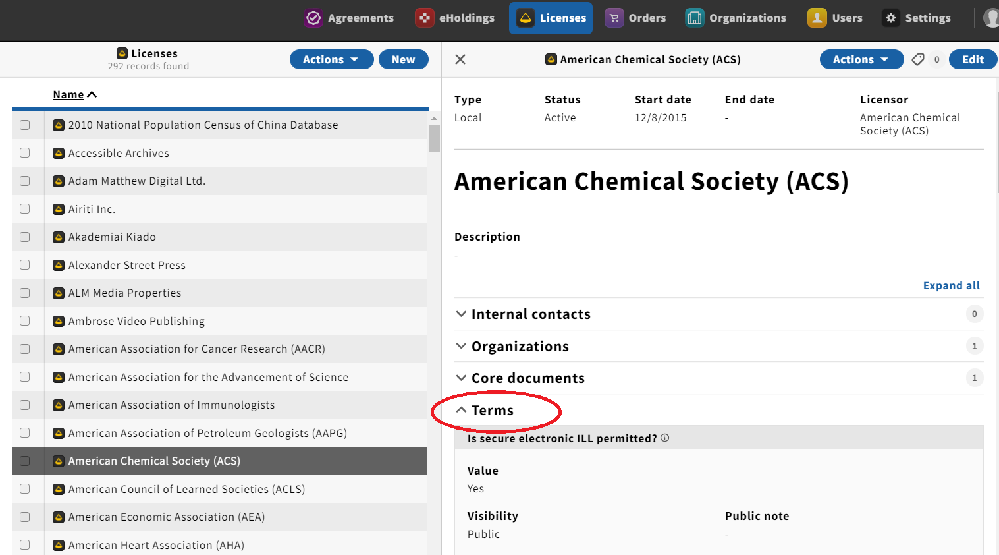 Agreements eHoldings Licenses Orders Organizations Users Settings
Licenses
292 records found
Actions New
Name
2010 National Population Census of China Database
Accessible Archives
Adam Matthew Digital Ltd.
Airiti Inc.
Akademiai Kiado
Alexander Street Press
ALM Media Properties
Ambrose Video Publishing
American Association for Cancer Research (AACR)
American Association for the Advancement of Science
American Association of Immunologists
American Association of Petroleum Geologists (AAPG)
American Chemical Society (ACS)
American Council of Learned Societies (ACLS)
American Economic Association (AEA)
American Heart Association (AHA)
American Chemical Society (ACS) Actions 0 Edit
Type Status Start date End date Licensor
Local Active 12/8/2015 - American Chemical
Society (ACS)
American Chemical Society (ACS)
Description
-
Expand all
Internal contacts 0
Organizations 1
Core documents 1
Terms
Is secure electronic ILL permitted?
Value
Yes
Visibility Public note
Public -